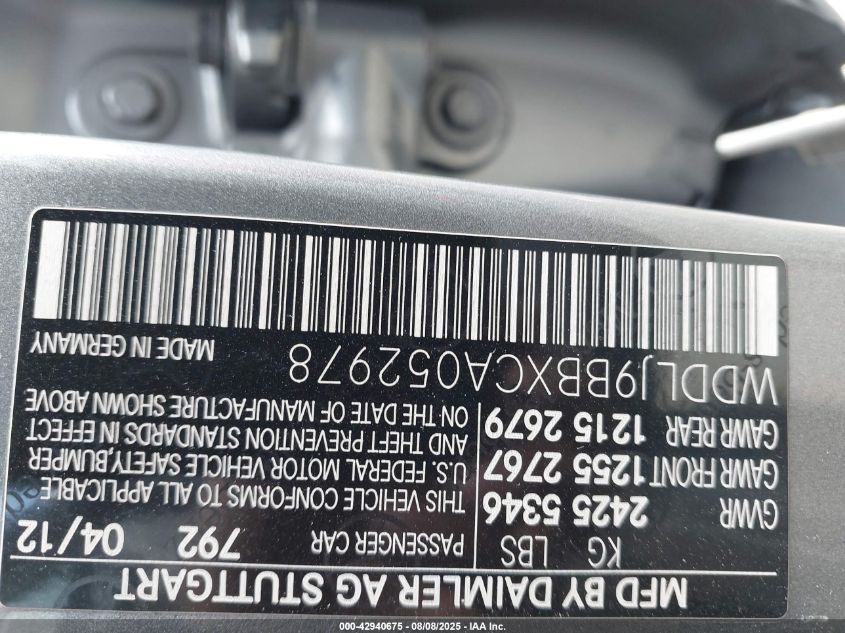 MFD BY DAIMLER AG STUTTGART
KG LBS PASSENGER CAR 792 04/12
GWR 2425 5346 THIS VEHICLE CONFORMS TO ALL APPLICABLE
GAWR FRONT 1255 2767 U.S. FEDERAL MOTOR VEHICLE SAFETY,BUMPER
GAWR REAR 1215 2679 AND THEFT PREVENTION STANDARDS IN EFFECT
ON THE DATE OF MANUFACTURE SHOWN ABOVE
WDDLJ9BBXCA052978 MADE IN GERMANY
000-42940675 - 08/08/2025 - IAA Inc.